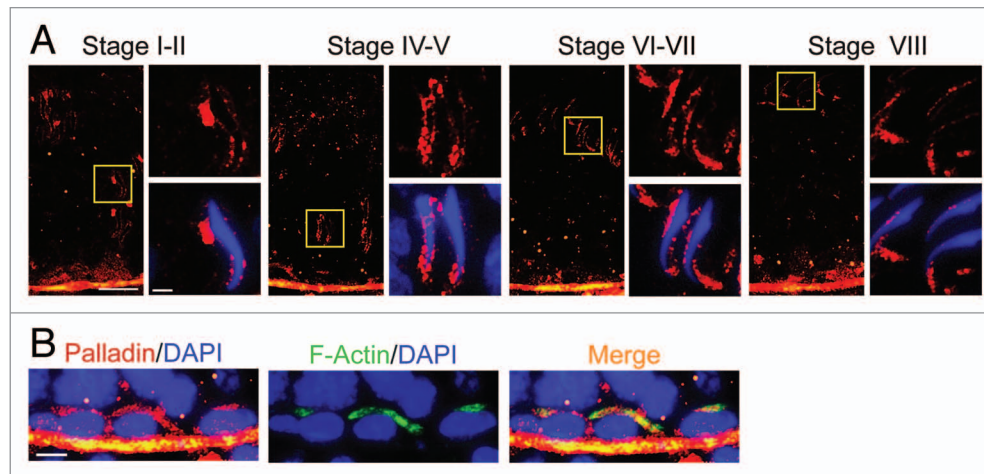 A
Stage I-II
Stage IV-V
Stage VI-VII
Stage VIII
B
Palladin/DAPI
F-Actin/DAPI
Merge